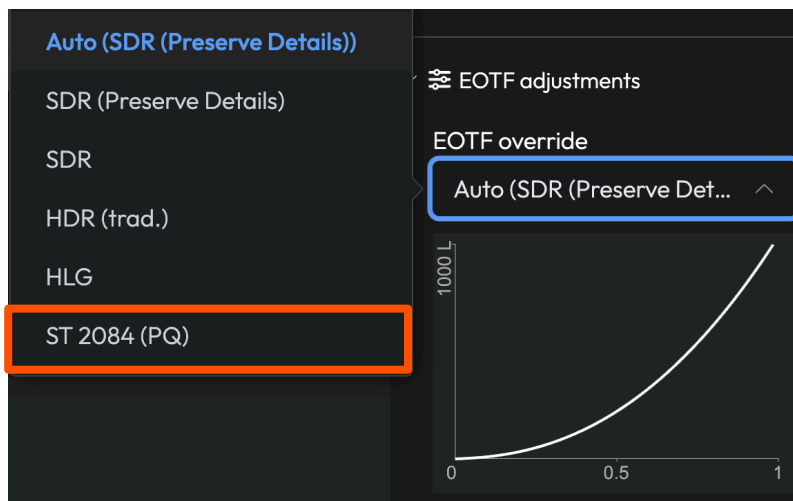 Auto (SDR (Preserve Details))
SDR (Preserve Details)
SDR
HDR (trad.)
HLG
ST 2084 (PQ)
EOTF adjustments
EOTF override
Auto (SDR (Preserve Det...
1000 L
0 0.5 1